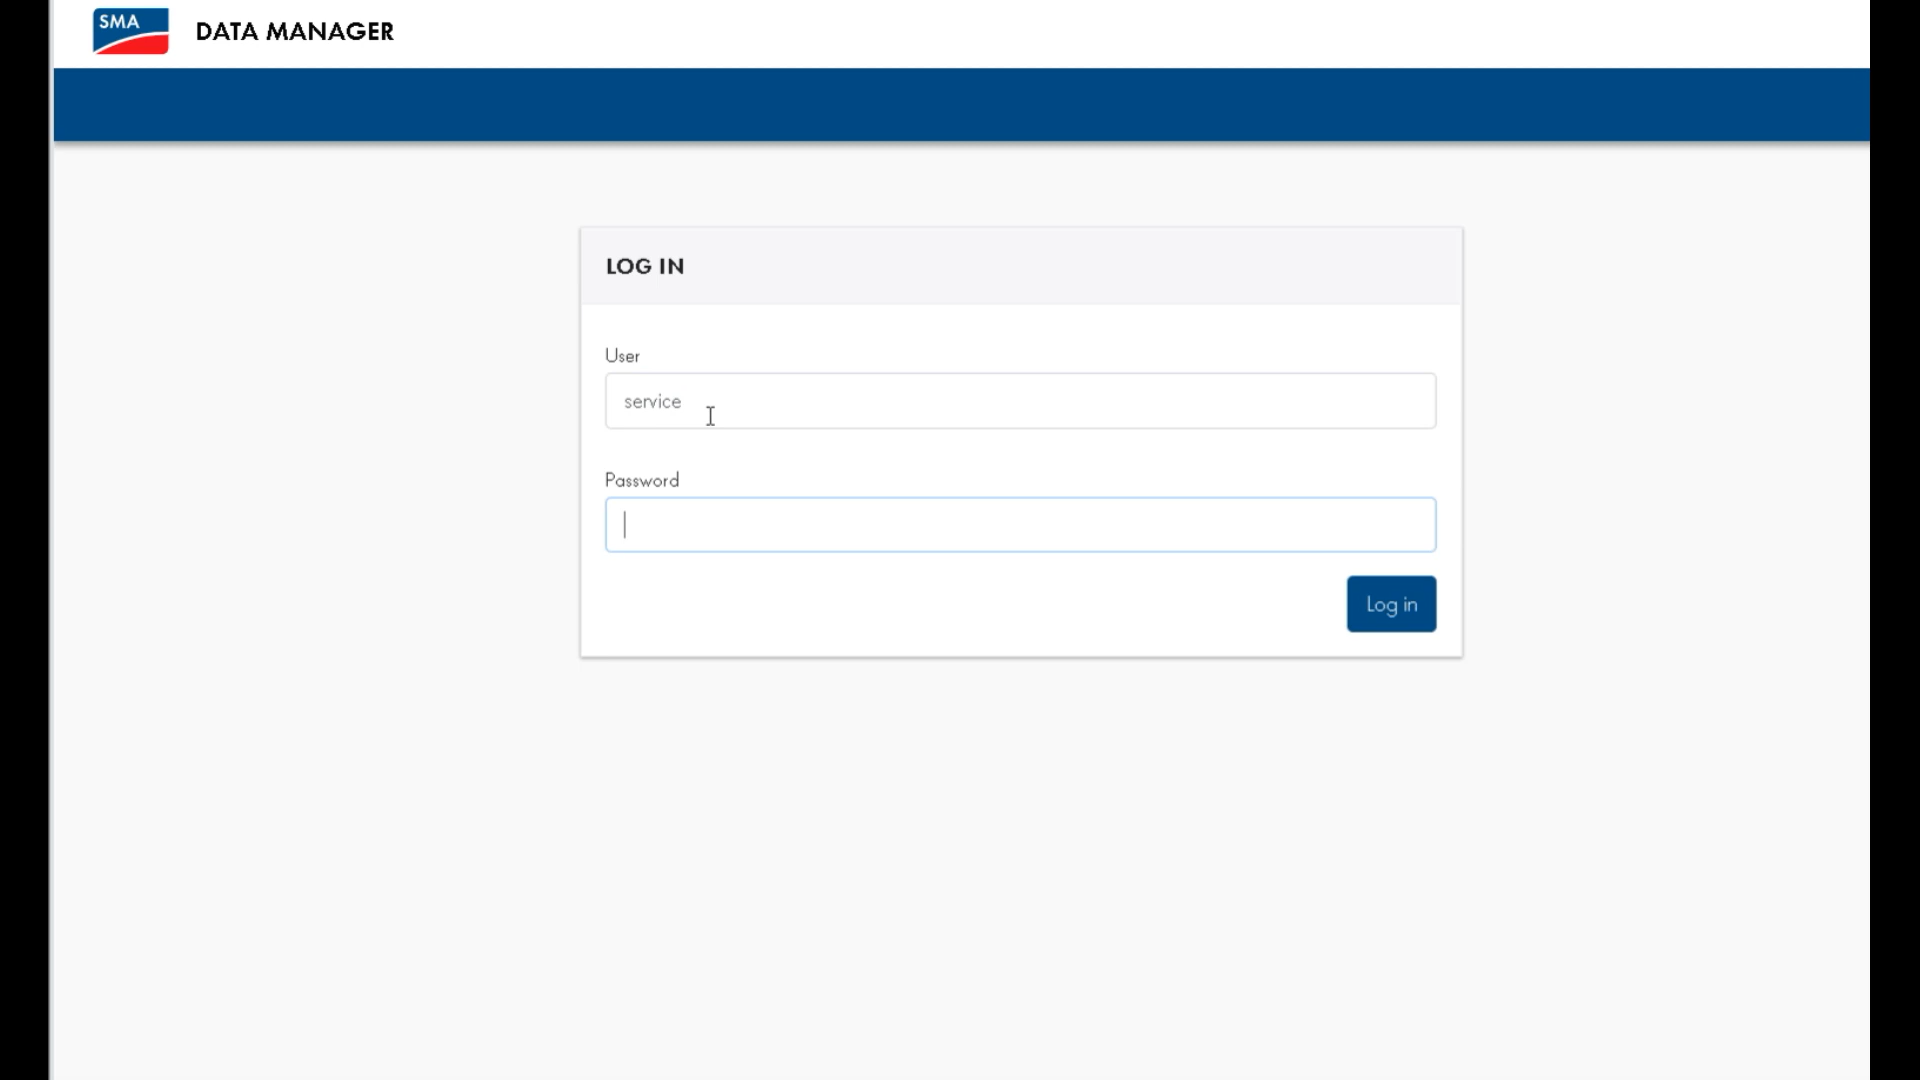 SMA
DATA MANAGER
LOG IN
User
service
Password
Log in